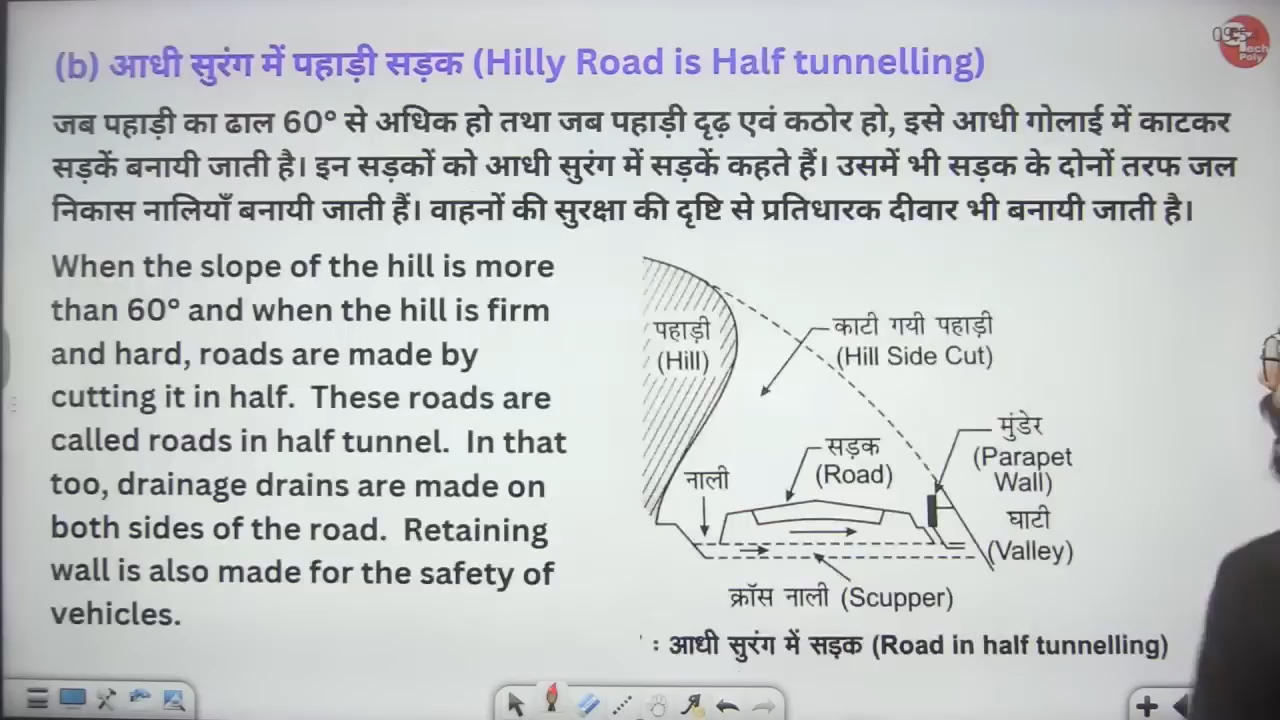 (b) आधी सुरंग में पहाड़ी सड़क (Hilly Road is Half tunnelling)
जब पहाड़ी का ढाल 60° से अधिक हो तथा जब पहाड़ी दृढ़ एवं कठोर हो, इसे आधी गोलाई में काटकर
सड़कें बनायी जाती है। इन सड़कों को आधी सुरंग में सड़कें कहते हैं। उसमें भी सड़क के दोनों तरफ जल
निकास नालियाँ बनायी जाती हैं। वाहनों की सुरक्षा की दृष्टि से प्रतिधारक दीवार भी बनायी जाती है।
When the slope of the hill is more
than 60° and when the hill is firm
and hard, roads are made by
cutting it in half. These roads are
called roads in half tunnel. In that
too, drainage drains are made on
both sides of the road. Retaining
wall is also made for the safety of
vehicles.
पहाड़ी
(Hill)
काटी गयी पहाड़ी
(Hill Side Cut)
मुंडेर
(Parapet
Wall)
सड़क
(Road)
नाली
घाटी
(Valley)
क्रॉस नाली (Scupper)
: आधी सुरंग में सड़क (Road in half tunnelling)
Tech
Poly